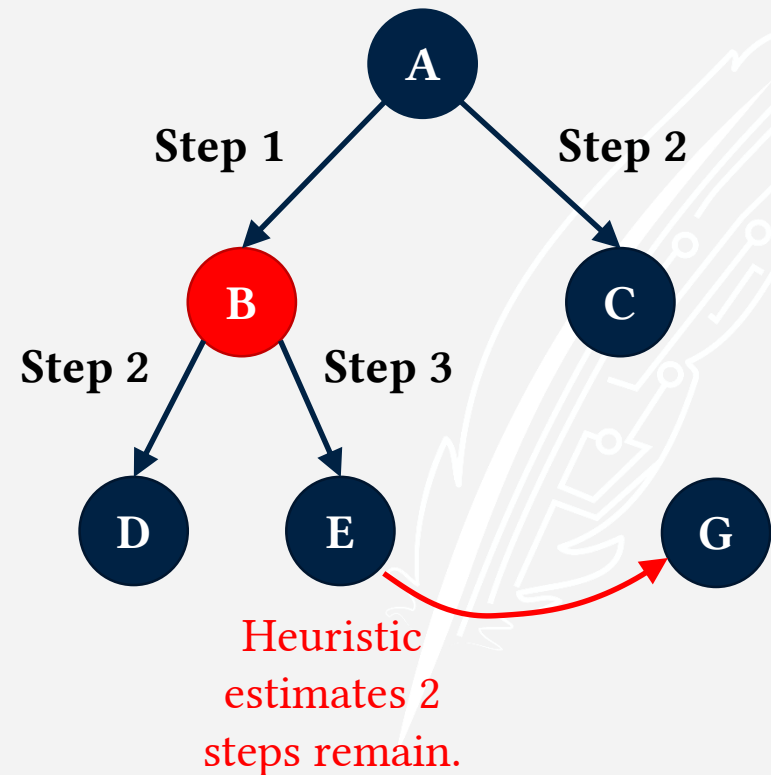 A
Step 1
Step 2
B
C
Step 2
Step 3
D
E
G
Heuristic
estimates 2
steps remain.